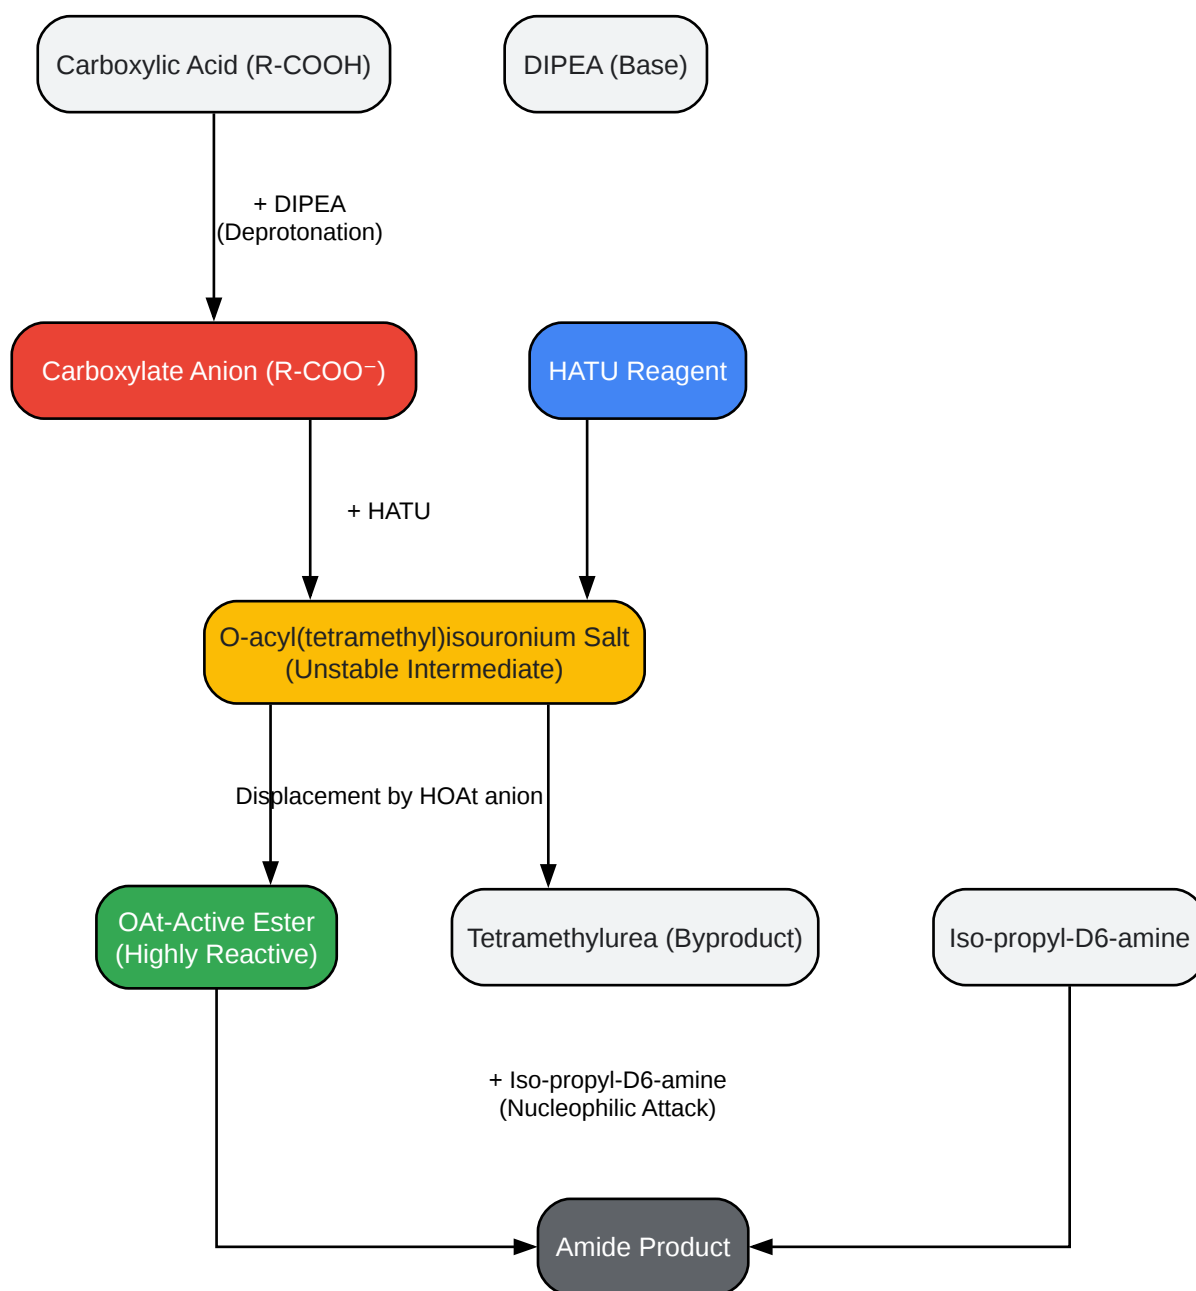 Carboxylic Acid (R-COOH)
DIPEA (Base)
+ DIPEA
(Deprotonation)
Carboxylate Anion (R-COO⁻)
HATU Reagent
+ HATU
O-acyl(tetramethyl)isouronium Salt
(Unstable Intermediate)
Displacement by HOAt anion
OAt-Active Ester
(Highly Reactive)
Tetramethylurea (Byproduct)
Iso-propyl-D6-amine
+ Iso-propyl-D6-amine
(Nucleophilic Attack)
Amide Product